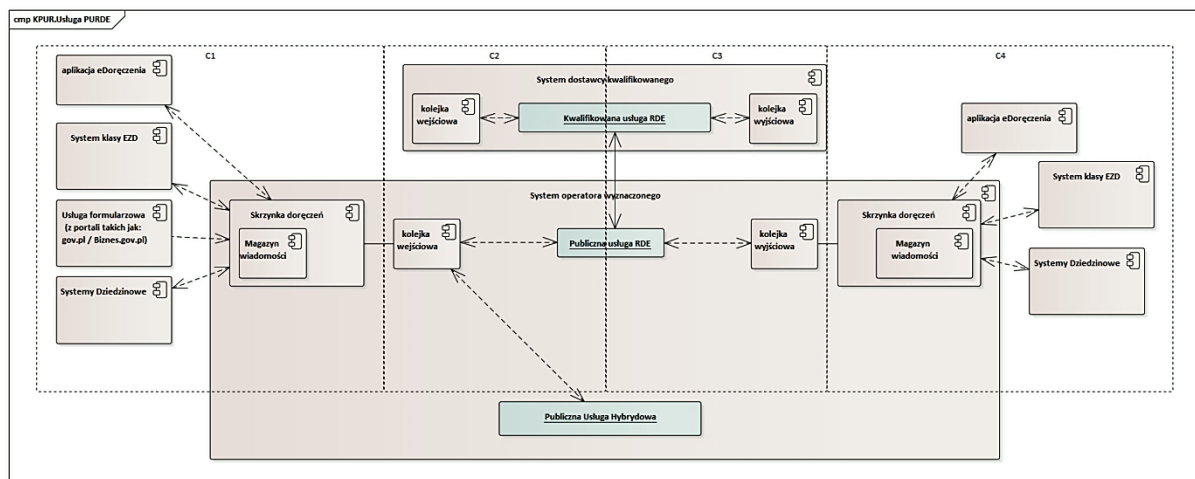 cmp KPUR.Usługa PURDE
C1
C2
C3
C4
aplikacja eDoręczenia
System klasy EZD
Usługa formularzowa
(z portali takich jak:
gov.pl / Biznes.gov.pl)
Systemy Dziedzinowe
System dostawcy kwalifikowanego
kolejka
wejściowa
Kwalifikowana usługa RDE
kolejka
wyjściowa
System operatora wyznaczonego
Skrzynka doręczeń
Magazyn
wiadomości
kolejka
wejściowa
Publiczna usługa RDE
kolejka
wyjściowa
Skrzynka doręczeń
Magazyn
wiadomości
Publiczna Usługa Hybrydowa
aplikacja eDoręczenia
System klasy EZD
Systemy Dziedzinowe